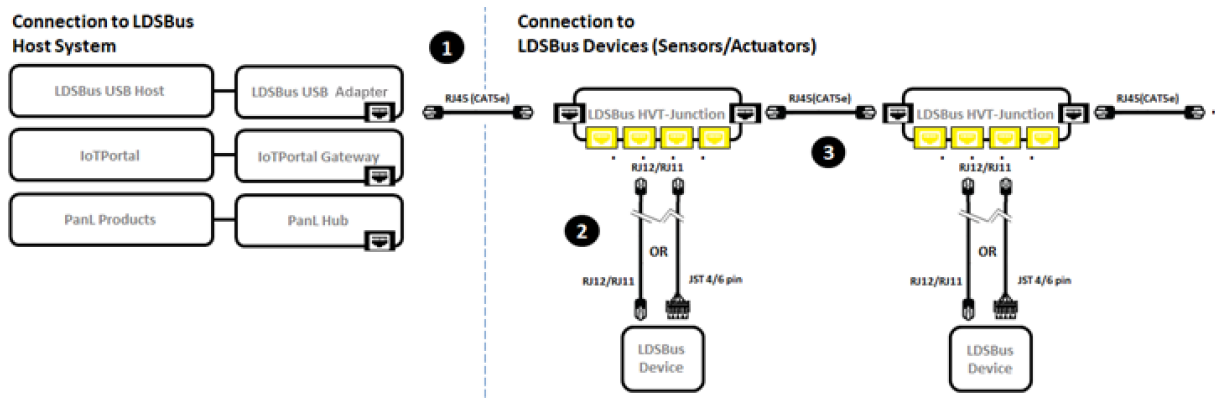 Connection to LDSBus
Host System
Connection to
LDSBus Devices (Sensors/Actuators)
1
LDSBus USB Host
LDSBus USB Adapter
RJ45 (CAT5e)
LDSBus HVT-Junction
RJ45(CAT5e)
LDSBus HVT-Junction
RJ45(CAT5e)
IoTPortal
IoTPortal Gateway
3
RJ12/RJ11
RJ12/RJ11
PanL Products
PanL Hub
2
OR
OR
RJ12/RJ11
JST 4/6 pin
RJ12/RJ11
JST 4/6 pin
LDSBus
Device
LDSBus
Device